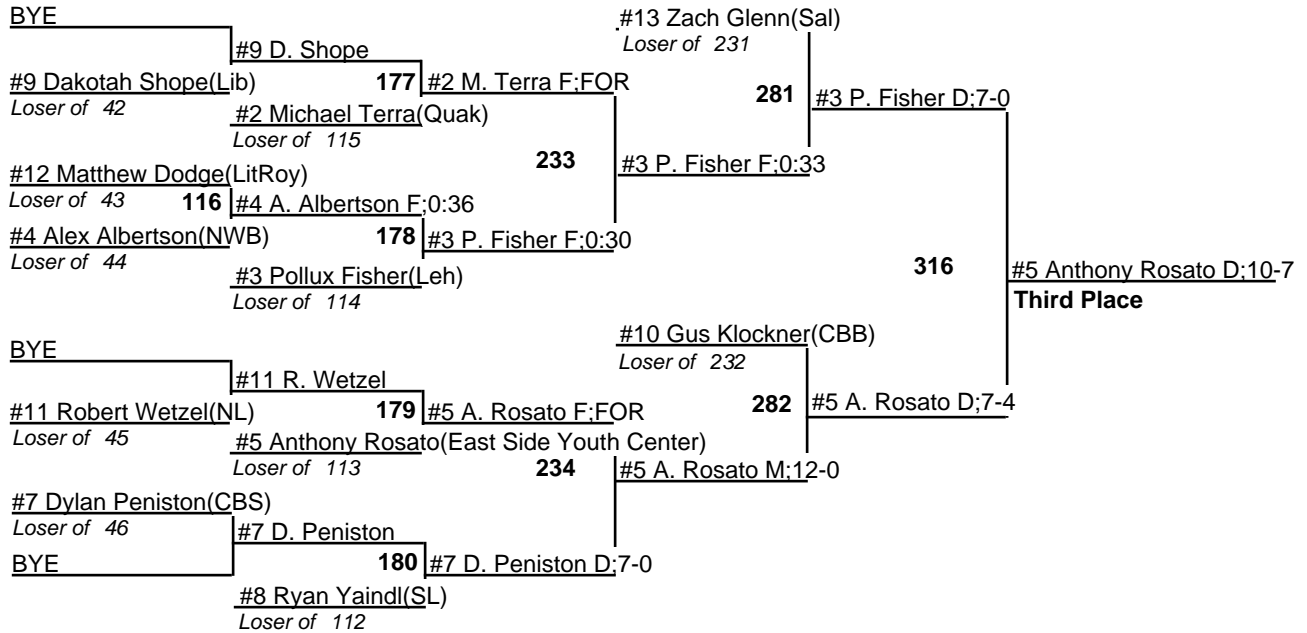 BYE
#9 D. Shope
#9 Dakotah Shope(Lib)
Loser of 42
177
#2 M. Terra F;FOR
#2 Michael Terra(Quak)
Loser of 115
233
#12 Matthew Dodge(LitRoy)
Loser of 43
116
#4 A. Albertson F;0:36
#4 Alex Albertson(NWB)
Loser of 44
178
#3 P. Fisher F;0:30
#3 Pollux Fisher(Leh)
Loser of 114
#13 Zach Glenn(Sal)
Loser of 231
281
#3 P. Fisher D;7-0
#3 P. Fisher F;0:33
316
#5 Anthony Rosato D;10-7
Third Place
BYE
#11 R. Wetzel
#11 Robert Wetzel(NL)
Loser of 45
179
#5 A. Rosato F;FOR
#5 Anthony Rosato(East Side Youth Center)
Loser of 113
234
#7 Dylan Peniston(CBS)
Loser of 46
#7 D. Peniston
BYE
180
#7 D. Peniston D;7-0
#8 Ryan Yaindl(SL)
Loser of 112
#10 Gus Klockner(CBB)
Loser of 232
282
#5 A. Rosato D;7-4
#5 A. Rosato M;12-0